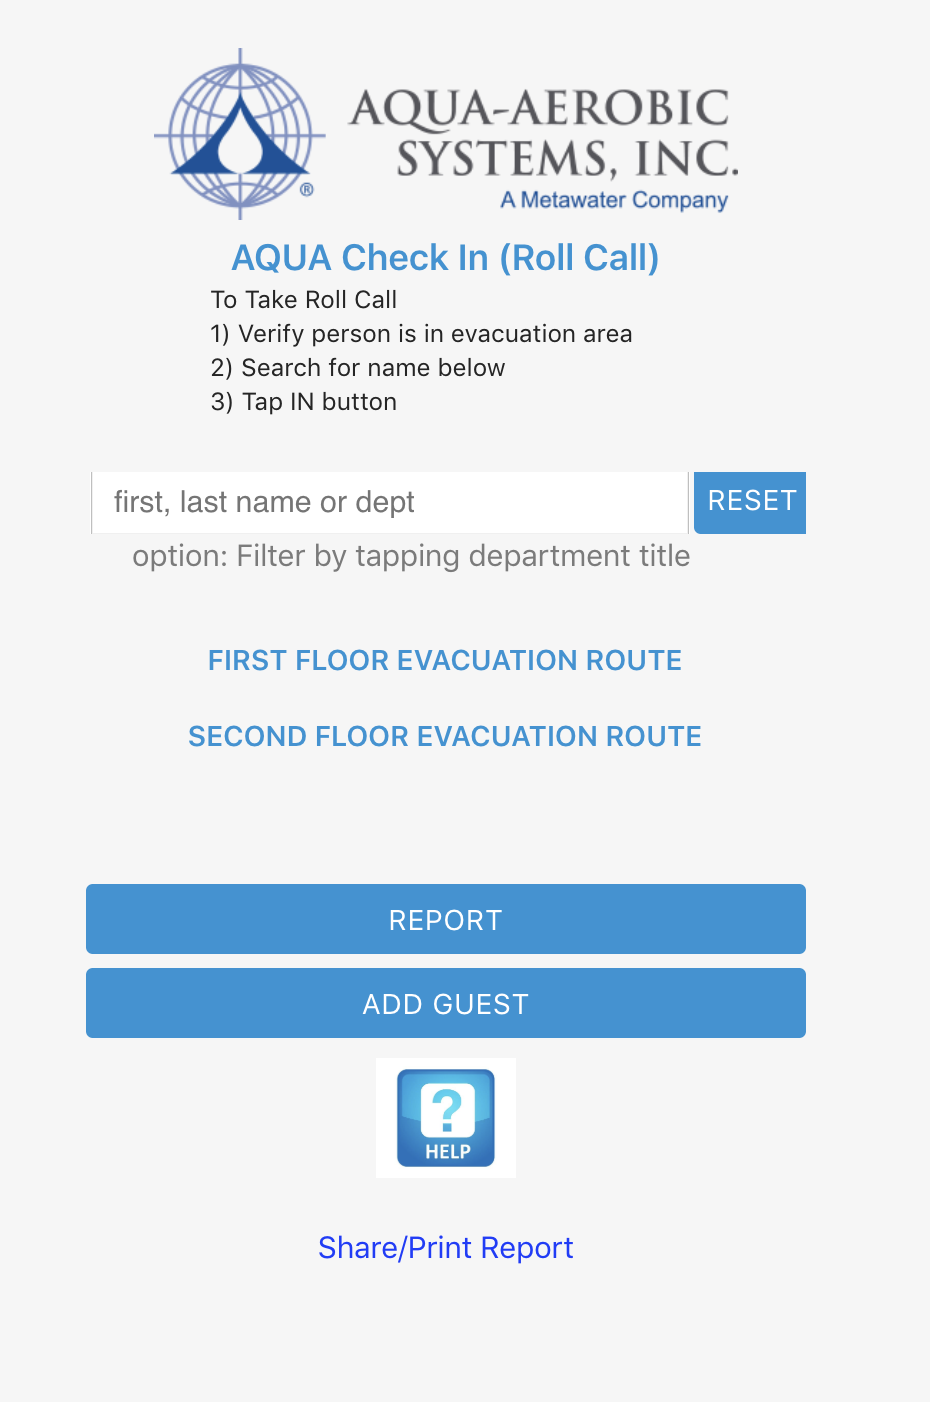 AQUA-AEROBIC
SYSTEMS, INC.
®
A Metawater Company
AQUA Check In (Roll Call)
To Take Roll Call
1) Verify person is in evacuation area
2) Search for name below
3) Tap IN button
first, last name or dept
RESET
option: Filter by tapping department title
FIRST FLOOR EVACUATION ROUTE
SECOND FLOOR EVACUATION ROUTE
REPORT
ADD GUEST
?
HELP
Share/Print Report